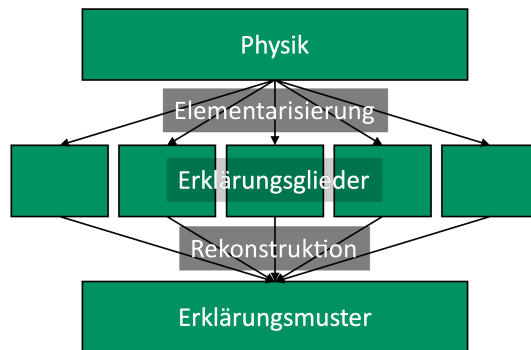 Physik
Elementarisierung
Erklärungsglieder
Rekonstruktion
Erklärungsmuster